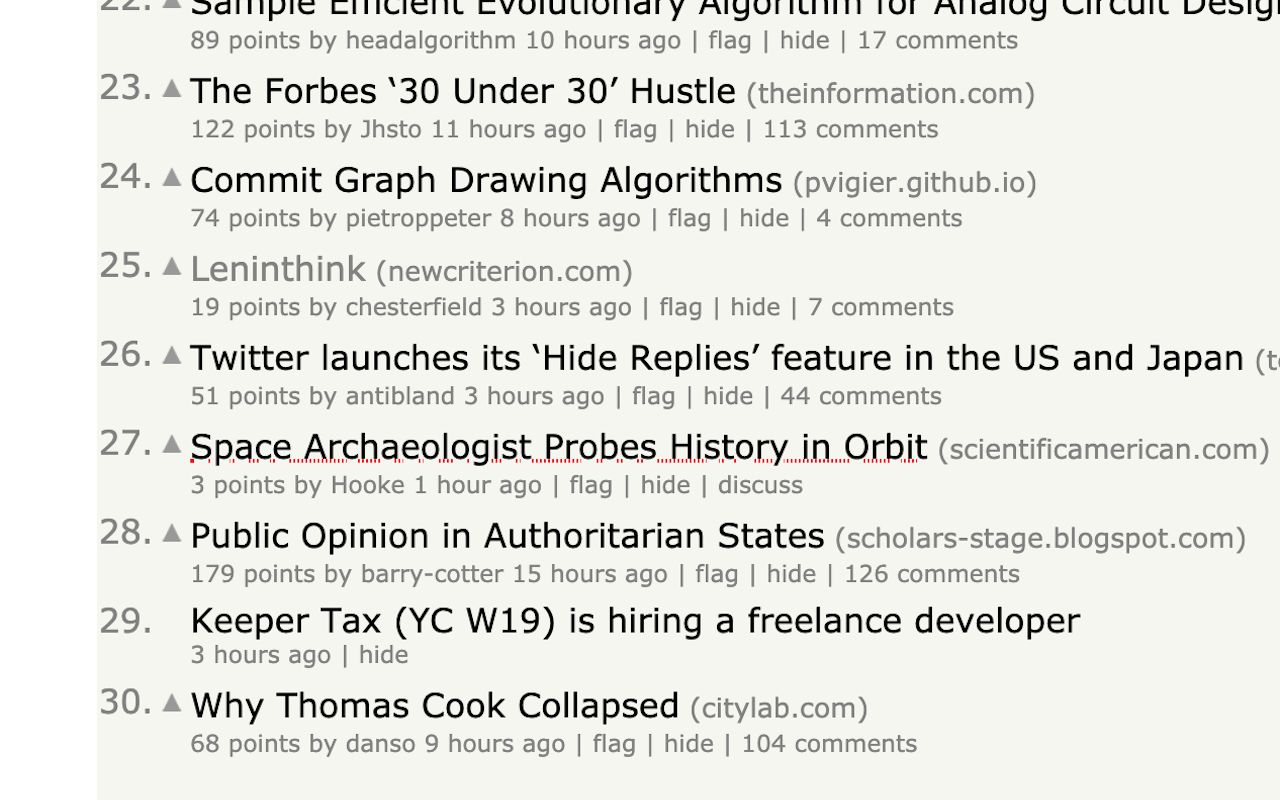 22. ▲ Sample Efficient Evolutionary Algorithm for Analog Circuit
89 points by headalgorithm 10 hours ago | flag | hide | 17 comments
23. ▲ The Forbes ‘30 Under 30’ Hustle (theinformation.com)
122 points by Jhsto 11 hours ago | flag | hide | 113 comments
24. ▲ Commit Graph Drawing Algorithms (pvigier.github.io)
74 points by pietroppeter 8 hours ago | flag | hide | 4 comments
25. ▲ Leninthink (newcriterion.com)
19 points by chesterfield 3 hours ago | flag | hide | 7 comments
26. ▲ Twitter launches its ‘Hide Replies’ feature in the US and Japan
51 points by antibland 3 hours ago | flag | hide | 44 comments
27. ▲ Space Archaeologist Probes History in Orbit (scientificamerican.com)
3 points by Hooke 1 hour ago | flag | hide | discuss
28. ▲ Public Opinion in Authoritarian States (scholars-stage.blogspot.com)
179 points by barry-cotter 15 hours ago | flag | hide | 126 comments
29. Keeper Tax (YC W19) is hiring a freelance developer
3 hours ago | hide
30. ▲ Why Thomas Cook Collapsed (citylab.com)
68 points by danso 9 hours ago | flag | hide | 104 comments